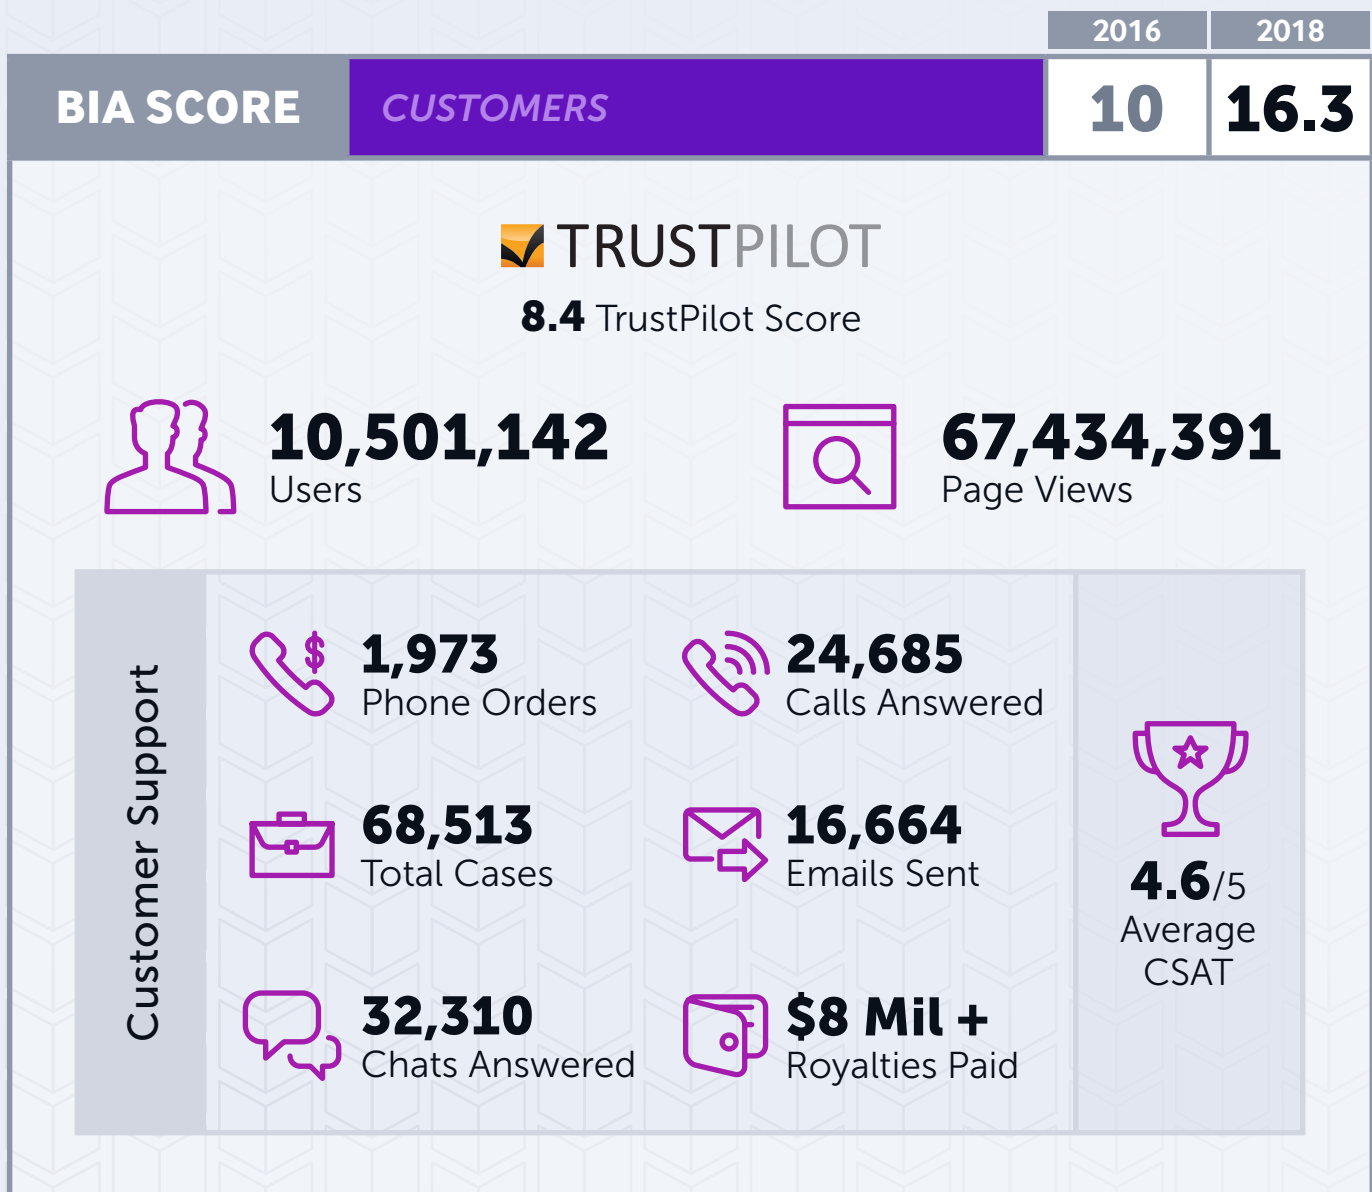 2016 2018
BIA SCORE CUSTOMERS 10 16.3
TRUSTPILOT
8.4 TrustPilot Score
10,501,142
Users
67,434,391
Page Views
Customer Support
1,973
Phone Orders
24,685
Calls Answered
68,513
Total Cases
16,664
Emails Sent
32,310
Chats Answered
$8 Mil +
Royalties Paid
$
4.6/5
Average
CSAT